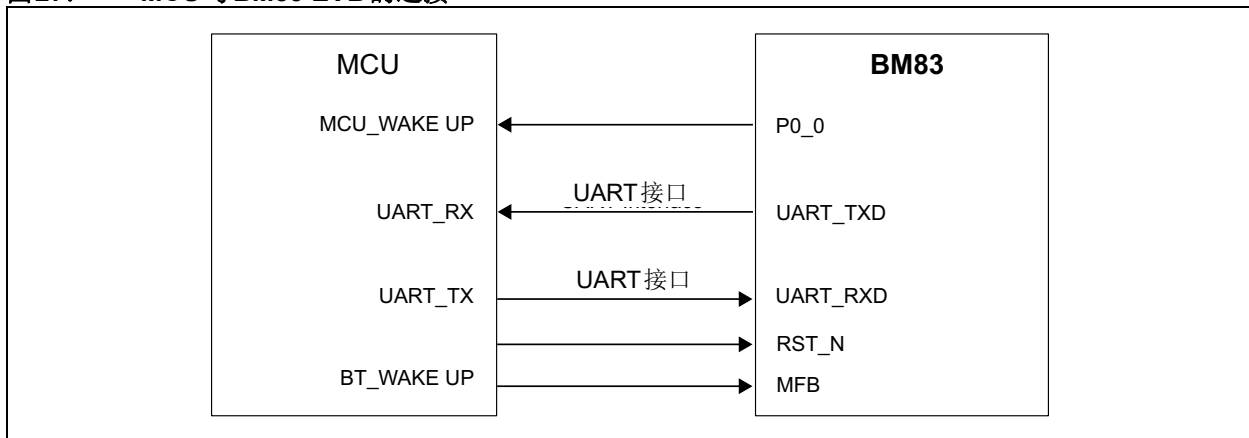 MCU
BM83
MCU_WAKE UP
P0_0
UART接口
UART_RX
UART_TXD
UART接口
UART_TX
UART_RXD
RST_N
BT_WAKE UP
MFB